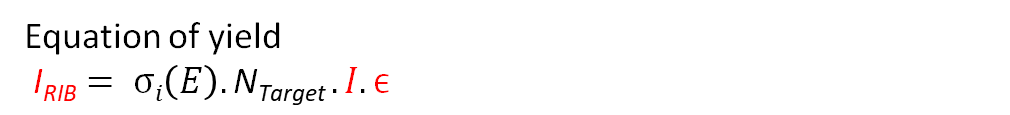 Equation of yield
I_RIB = σ_i(E). N_Target . I. ϵ